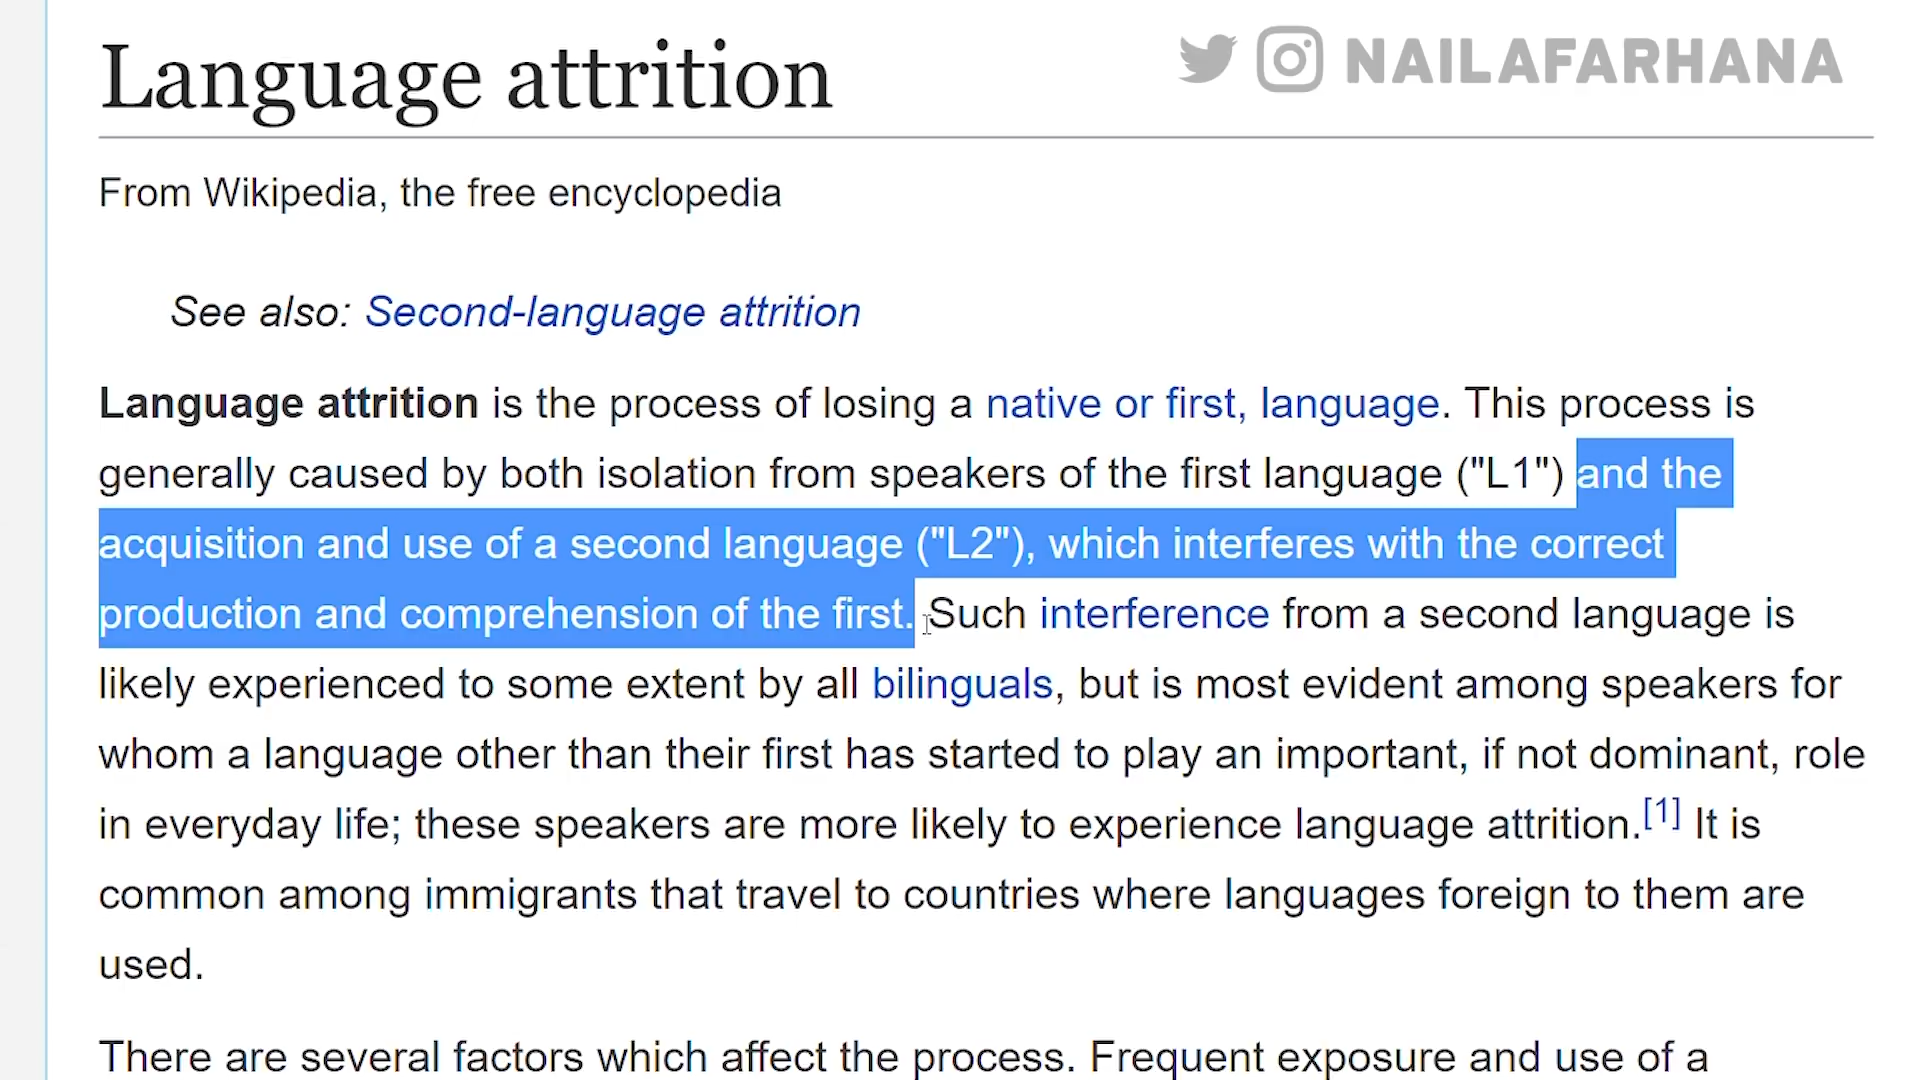 Language attrition
NAILAFARHANA
From Wikipedia, the free encyclopedia
See also: Second-language attrition
Language attrition is the process of losing a native or first, language. This process is
generally caused by both isolation from speakers of the first language ("L1") and the
acquisition and use of a second language ("L2"), which interferes with the correct
production and comprehension of the first. Such interference from a second language is
likely experienced to some extent by all bilinguals, but is most evident among speakers for
whom a language other than their first has started to play an important, if not dominant, role
in everyday life; these speakers are more likely to experience language attrition.[1] It is
common among immigrants that travel to countries where languages foreign to them are
used.
There are several factors which affect the process. Frequent exposure and use of a